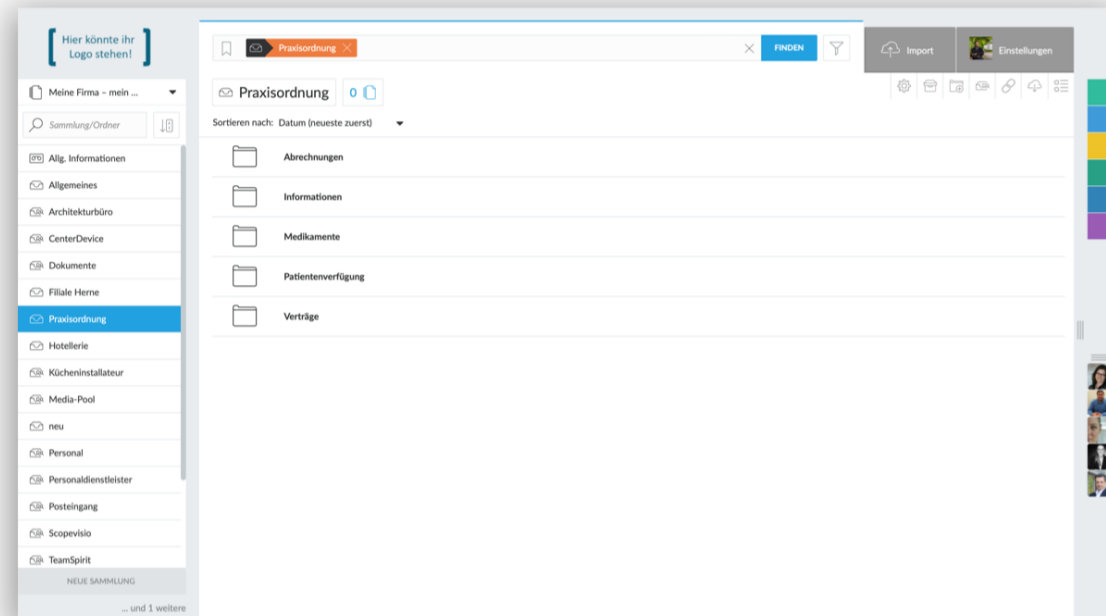 Hier könnte ihr
Logo stehen!
Meine Firma – mein ...
Sammlung/Ordner
Allg. Informationen
Allgemeines
Architekturbüro
CenterDevice
Dokumente
Filiale Herne
Praxisordnung
Hotellerie
Kücheninstallateur
Media-Pool
neu
Personal
Personaldienstleister
Posteingang
Scopevisio
TeamSpirit
NEUE SAMMLUNG
... und 1 weitere
Praxisordnung
FINDEN
Import
Einstellungen
Praxisordnung
0
Sortieren nach: Datum (neueste zuerst)
Abrechnungen
Informationen
Medikamente
Patientenverfügung
Verträge